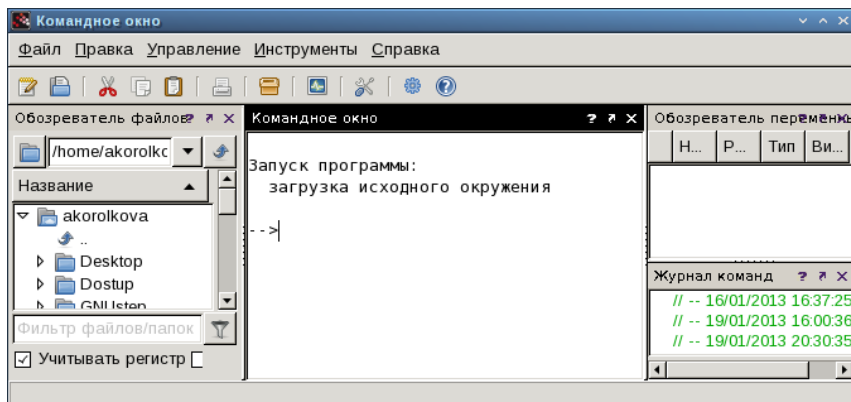 Командное окно
Файл Правка Управление Инструменты Справка
Обозреватель файлов
/home/akorolkc
Название
akorolkova
..
Desktop
Dostup
GNUstep
Фильтр файлов/папок
Учитывать регистр
Командное окно
Запуск программы:
загрузка исходного окружения
-->
Обозреватель переменны
Н... Р... Тип Ви...
Журнал команд
// -- 16/01/2013 16:37:25
// -- 19/01/2013 16:00:36
// -- 19/01/2013 20:30:35